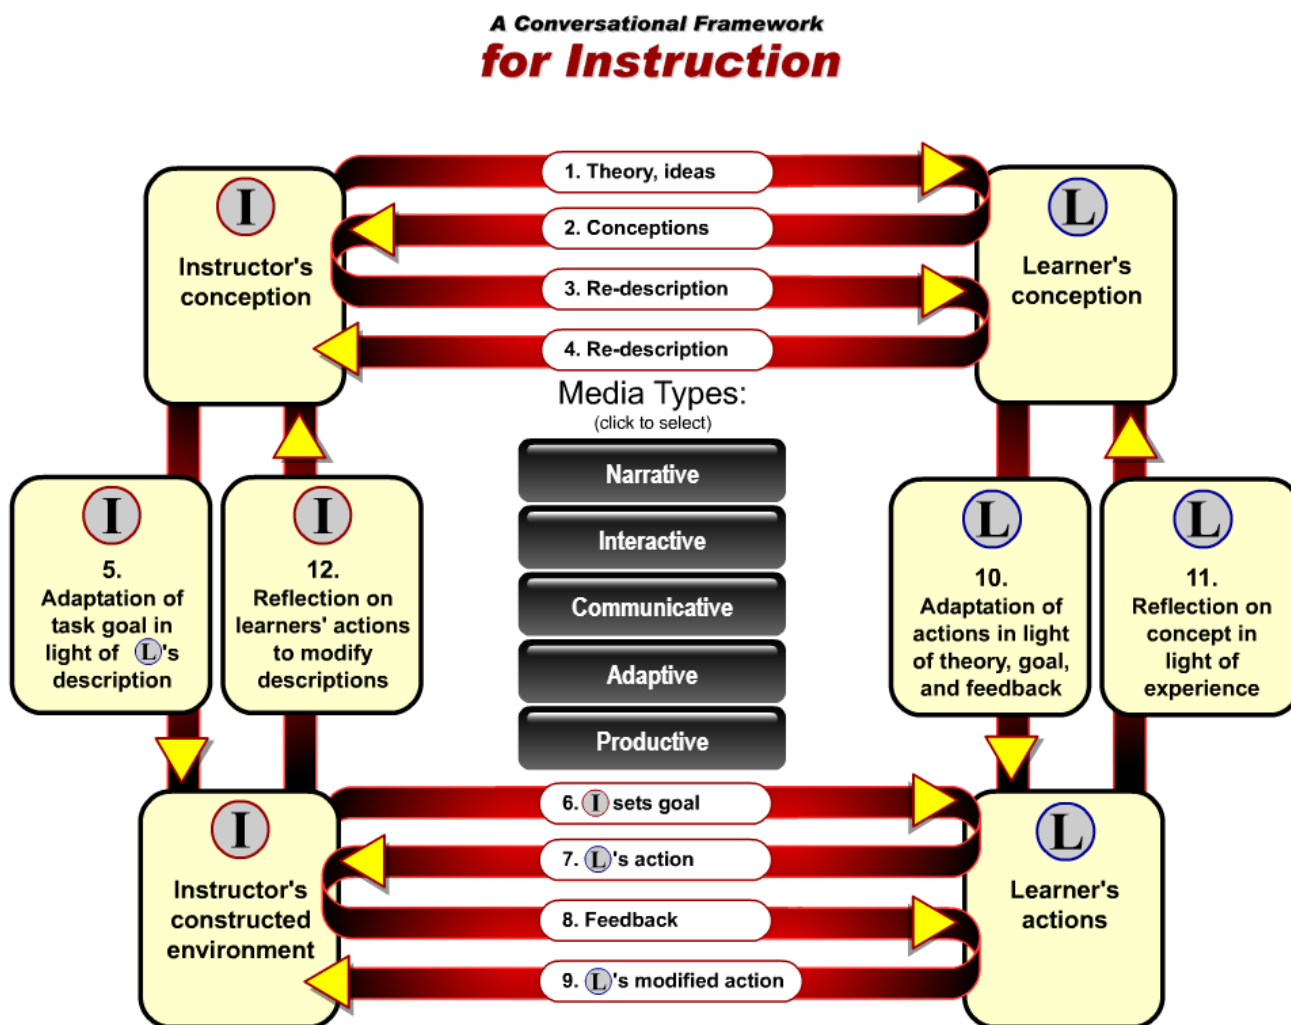 A Conversational Framework
for Instruction
1. Theory, ideas
I
L
2. Conceptions
Instructor's
conception
Learner's
conception
3. Re-description
4. Re-description
Media Types:
(click to select)
Narrative
Interactive
Communicative
Adaptive
Productive
I
5.
Adaptation of
task goal in
light of L's
description
I
12.
Reflection on
learners' actions
to modify
descriptions
L
10.
Adaptation of
actions in light
of theory, goal,
and feedback
L
11.
Reflection on
concept in
light of
experience
6. I sets goal
I
L
7. L's action
Instructor's
constructed
environment
Learner's
actions
8. Feedback
9. L's modified action